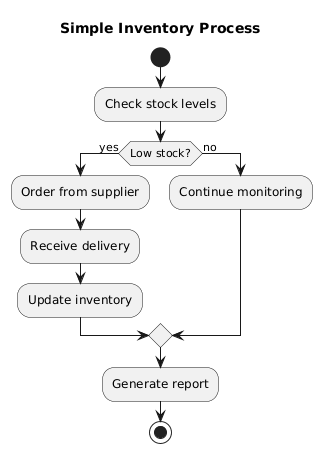 Simple Inventory Process
Check stock levels
Low stock?
yes
no
Order from supplier
Continue monitoring
Receive delivery
Update inventory
Generate report